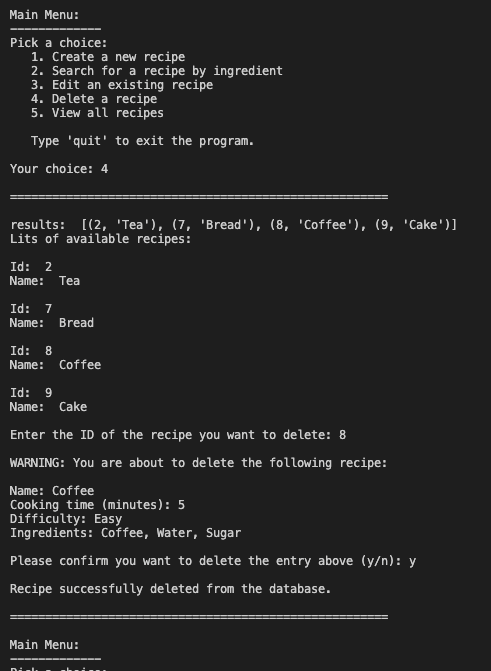 Main Menu:
-------------
Pick a choice:
   1. Create a new recipe
   2. Search for a recipe by ingredient
   3. Edit an existing recipe
   4. Delete a recipe
   5. View all recipes

   Type 'quit' to exit the program.

Your choice: 4

======================================================

results:  [(2, 'Tea'), (7, 'Bread'), (8, 'Coffee'), (9, 'Cake')]
Lits of available recipes:

Id:  2
Name:  Tea

Id:  7
Name:  Bread

Id:  8
Name:  Coffee

Id:  9
Name:  Cake

Enter the ID of the recipe you want to delete: 8

WARNING: You are about to delete the following recipe:

Name: Coffee
Cooking time (minutes): 5
Difficulty: Easy
Ingredients: Coffee, Water, Sugar

Please confirm you want to delete the entry above (y/n): y

Recipe successfully deleted from the database.

======================================================

Main Menu:
-------------
Pick a choice: